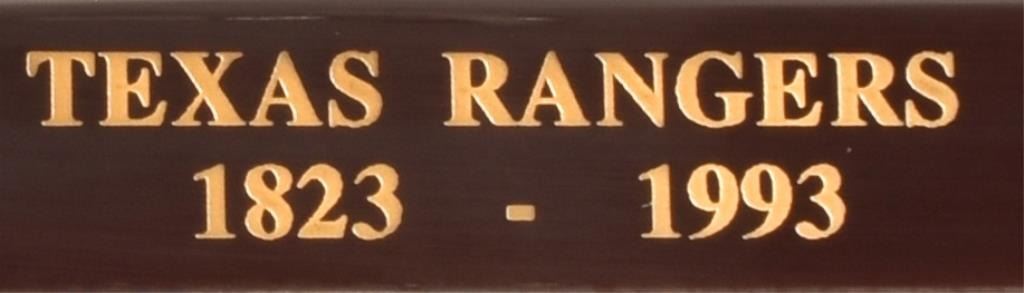 TEXAS RANGERS
1823 - 1993